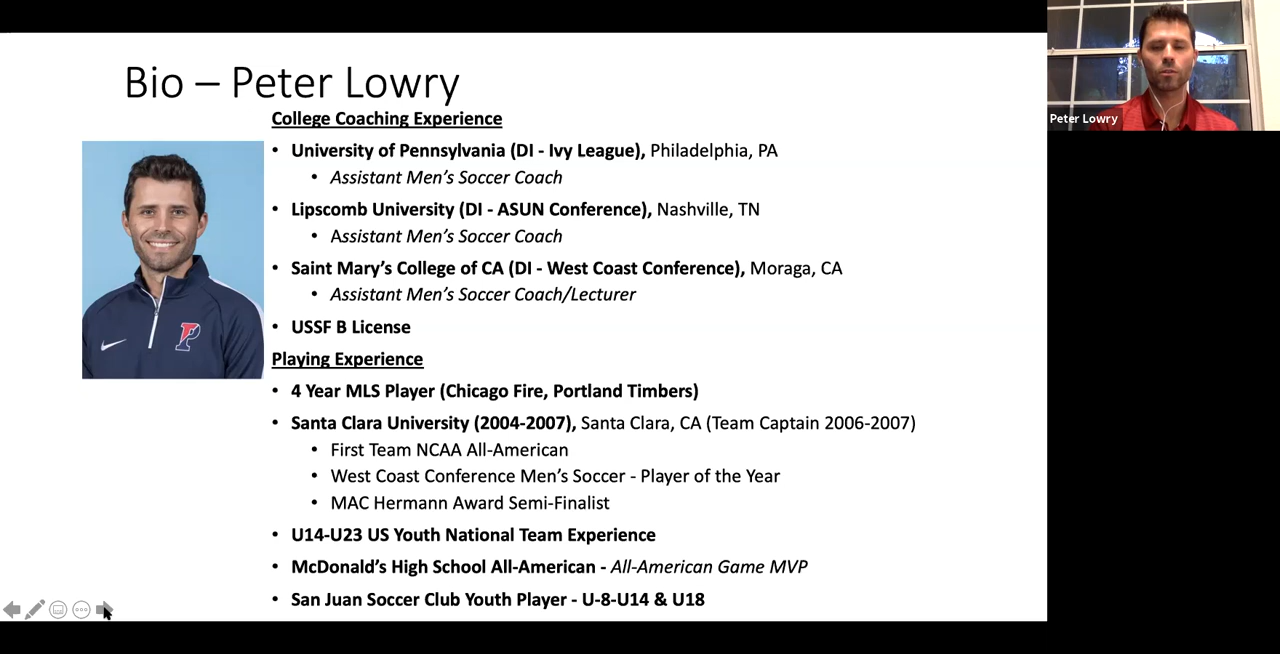 Bio – Peter Lowry
College Coaching Experience
• University of Pennsylvania (DI - Ivy League), Philadelphia, PA
• Assistant Men’s Soccer Coach
• Lipscomb University (DI - ASUN Conference), Nashville, TN
• Assistant Men’s Soccer Coach
• Saint Mary’s College of CA (DI - West Coast Conference), Moraga, CA
• Assistant Men’s Soccer Coach/Lecturer
• USSF B License
Playing Experience
• 4 Year MLS Player (Chicago Fire, Portland Timbers)
• Santa Clara University (2004-2007), Santa Clara, CA (Team Captain 2006-2007)
• First Team NCAA All-American
• West Coast Conference Men’s Soccer - Player of the Year
• MAC Hermann Award Semi-Finalist
• U14-U23 US Youth National Team Experience
• McDonald’s High School All-American - All-American Game MVP
• San Juan Soccer Club Youth Player - U-8-U14 & U18
P
Peter Lowry